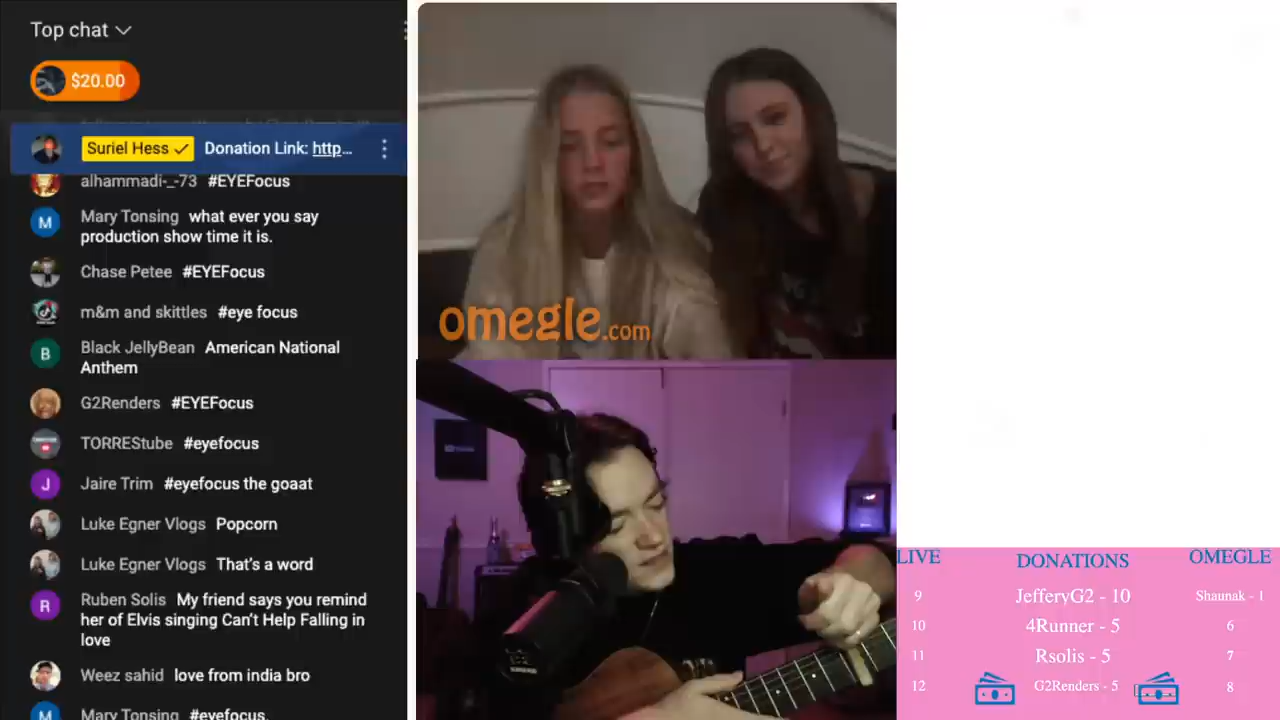 Top chat
$20.00
Suriel Hess Donation Link: http...
alhammadi-_-73 #EYEFocus
M Mary Tonsing what ever you say
production show time it is.
Chase Petee #EYEFocus
m&m and skittles #eye focus
B Black JellyBean American National
Anthem
G2Renders #EYEFocus
TORREStube #eyefocus
J Jaire Trim #eyefocus the goaat
Luke Egner Vlogs Popcorn
Luke Egner Vlogs That's a word
R Ruben Solis My friend says you remind
her of Elvis singing Can't Help Falling in
love
Weez sahid love from india bro
M Mary Tonsing #eyefocus.
omegle.com
LIVE DONATIONS OMEGLE
9 JefferyG2 - 10 Shaunak - 1
10 4Runner - 5 6
11 Rsolis - 5 7
12 G2Renders - 5 8